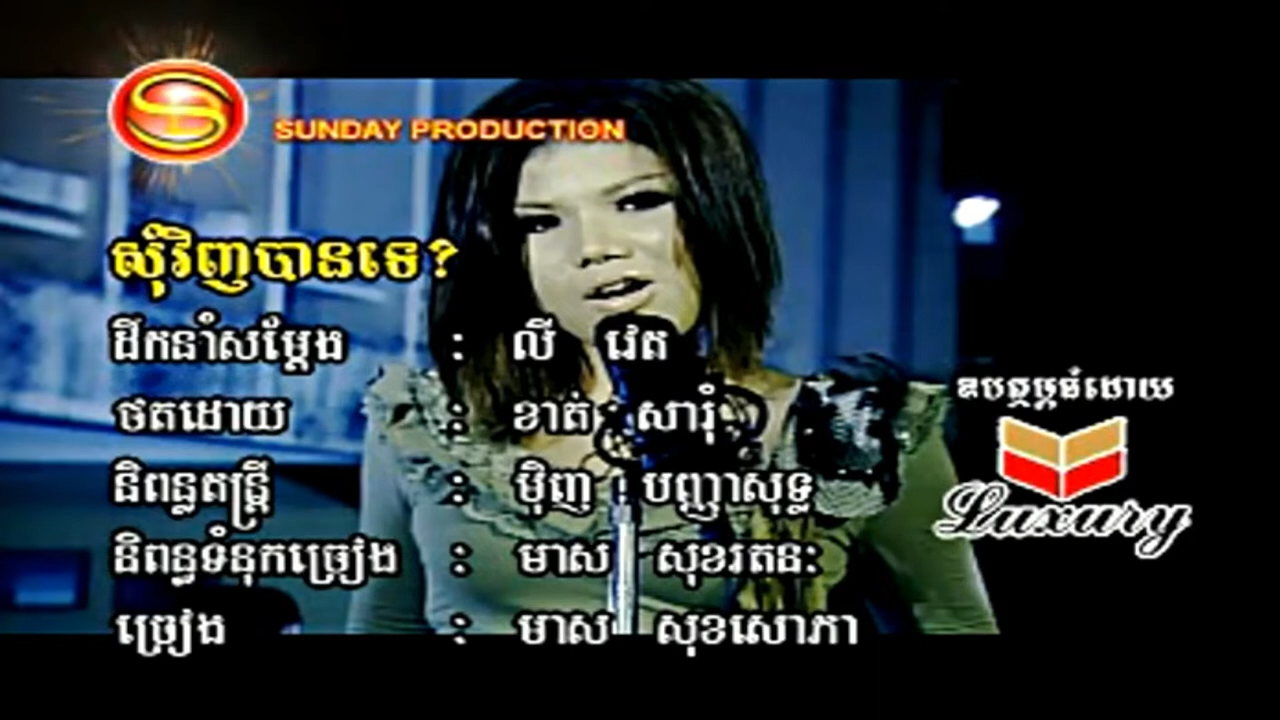 SUNDAY PRODUCTION
សុំវិញបានទេ?
ដឹកនាំសម្ដែង : លី វេត
ថតដោយ : ខាត់ សារុំ
និពន្ធតន្ត្រី : ម៉ិញ បញ្ញាសុទ្ធ
និពន្ធទំនុកច្រៀង : មាស សុខរតនៈ
ច្រៀង : មាស សុខសោភា
ឧបត្ថម្ភដោយ
Luxury